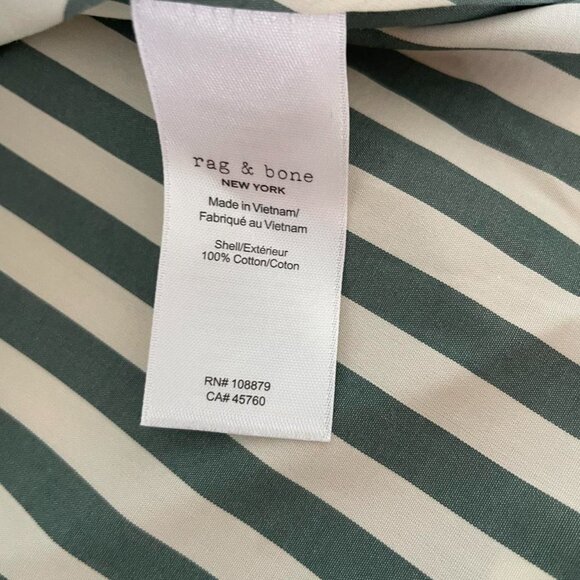 rag & bone
NEW YORK
Made in Vietnam/
Fabriqué au Vietnam
Shell/Extérieur
100% Cotton/Coton
RN# 108879
CA# 45760